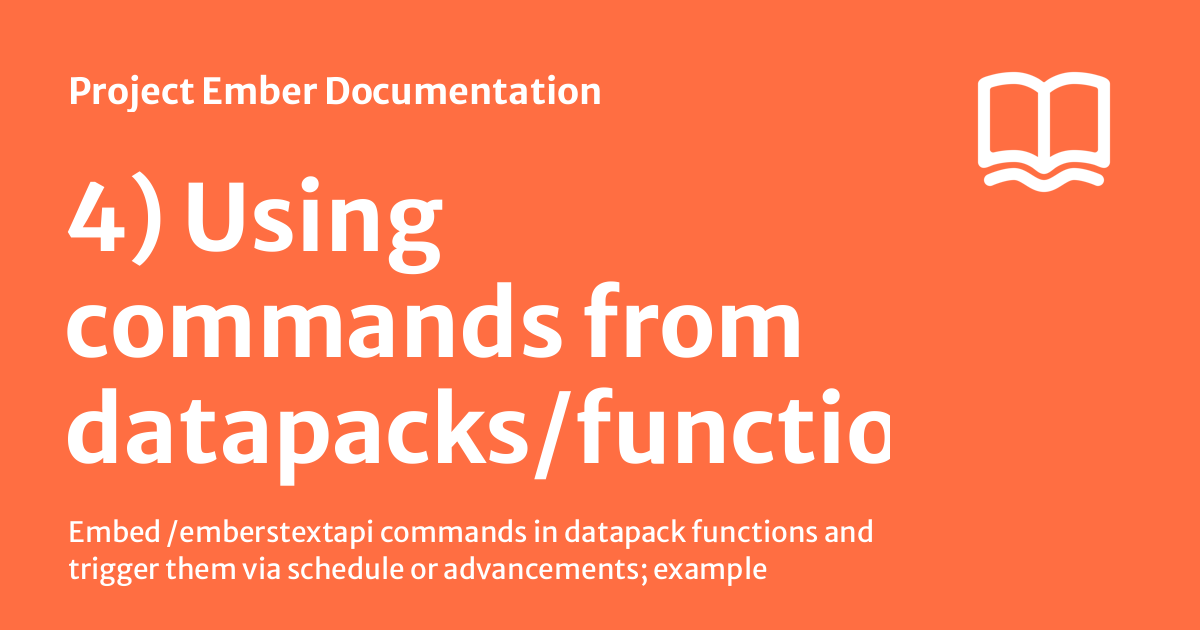 Project Ember Documentation
4) Using
commands from
datapacks/functio
Embed /emberstextapi commands in datapack functions and
trigger them via schedule or advancements; example